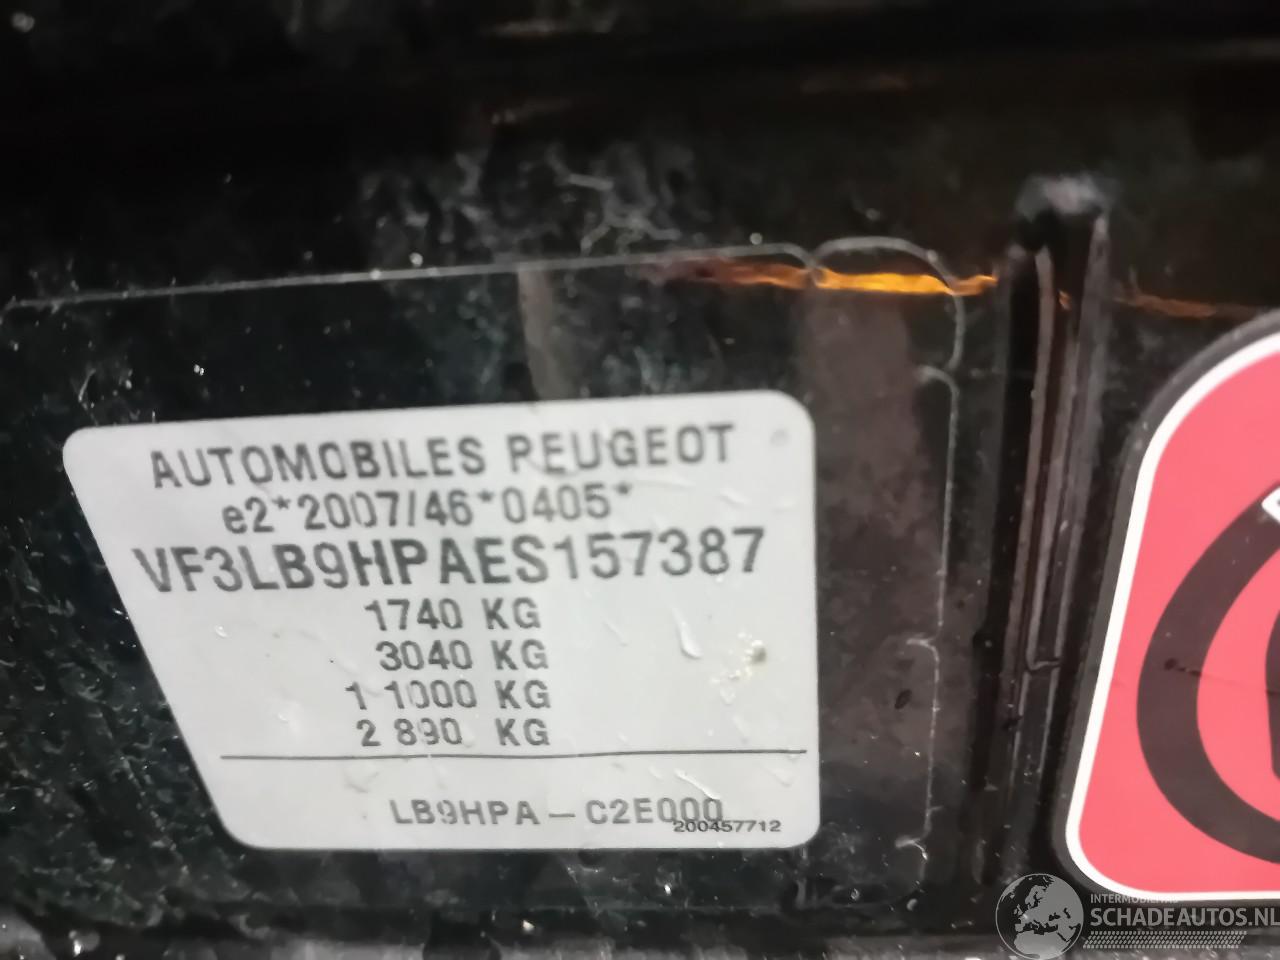 AUTOMOBILES PEUGEOT
e2*2007/46*0405*
VF3LB9HPAES157387
1740 KG
3040 KG
1 1000 KG
2 890 KG
LB9HPA - C2E000
200457712
INTERMOBILITAS
SCHADEAUTOS.NL